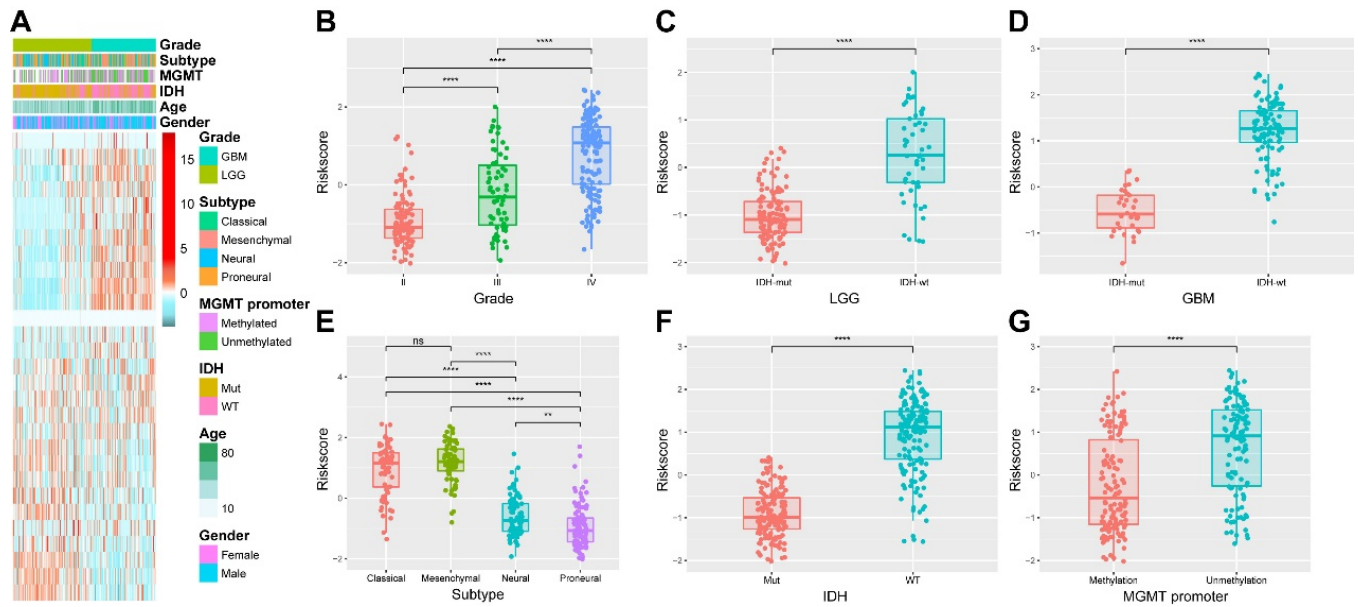 A
Grade
Subtype
MGMT
IDH
Age
Gender
15
10
5
0
Grade
GBM
LGG
Subtype
Classical
Mesenchymal
Neural
Proneural
MGMT promoter
Methylated
Unmethylated
IDH
Mut
WT
Age
80
10
Gender
Female
Male
B
****
****
****
2
0
−2
Riskscore
II
III
IV
Grade
C
****
2
1
0
−1
−2
Riskscore
IDH-mut
IDH-wt
LGG
D
****
3
2
1
0
−1
Riskscore
IDH-mut
IDH-wt
GBM
E
ns
****
****
****
****
**
4
2
0
−2
Riskscore
Classical
Mesenchymal
Neural
Proneural
Subtype
F
****
3
2
1
0
−1
−2
Riskscore
Mut
WT
IDH
G
****
3
2
1
0
−1
−2
Riskscore
Methylation
Unmethylation
MGMT promoter